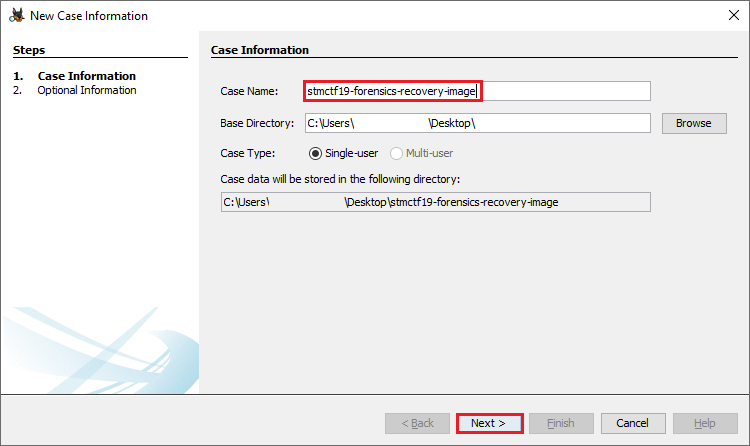 New Case Information
Steps
1. Case Information
2. Optional Information
Case Information
Case Name: stmctf19-forensics-recovery-image
Base Directory: C:\Users\ \Desktop\ Browse
Case Type: Single-user Multi-user
Case data will be stored in the following directory:
C:\Users\ \Desktop\stmctf19-forensics-recovery-image
< Back Next > Finish Cancel Help